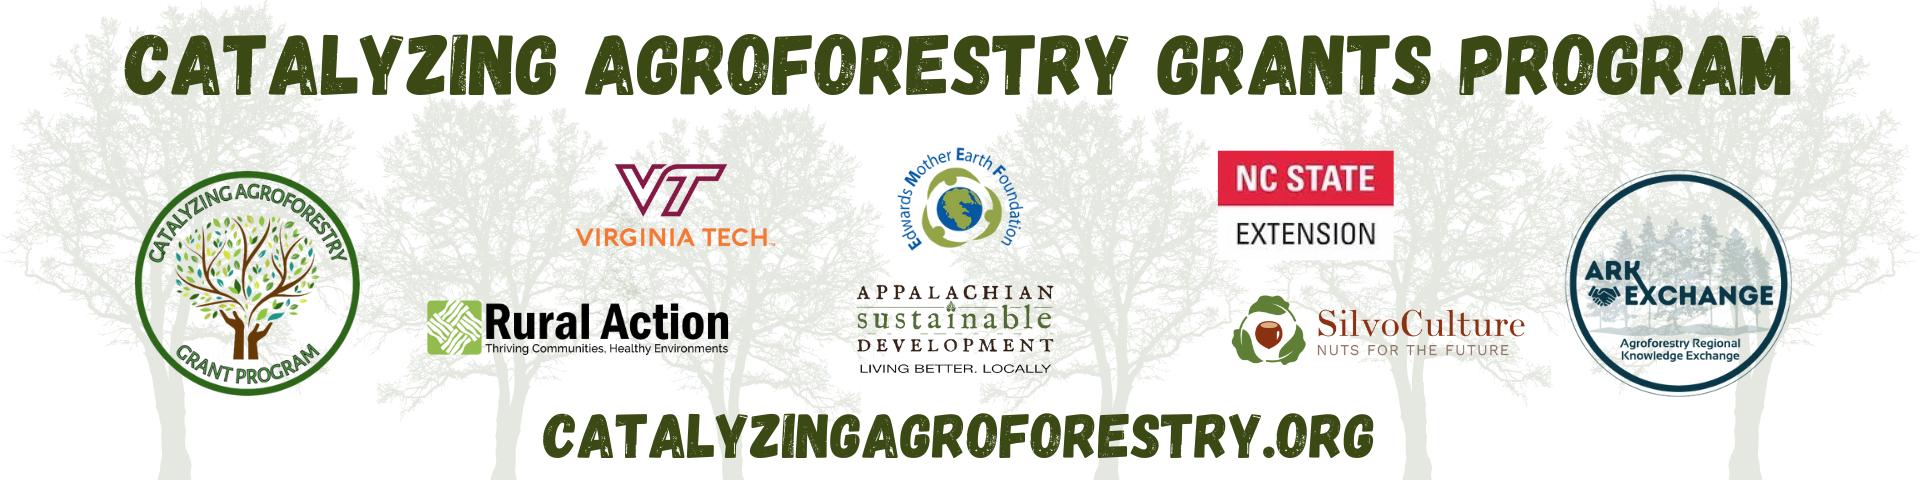 CATALYZING AGROFORESTRY GRANTS PROGRAM
CATALYZING AGROFORESTRY
GRANT PROGRAM
VT
VIRGINIA TECH™
Edwards Mother Earth Foundation
NC STATE
EXTENSION
ARK
EXCHANGE
Agroforestry Regional
Knowledge Exchange
Rural Action
Thriving Communities, Healthy Environments
APPALACHIAN
sustainable
DEVELOPMENT
LIVING BETTER. LOCALLY
SilvoCulture
NUTS FOR THE FUTURE
CATALYZINGAGROFORESTRY.ORG